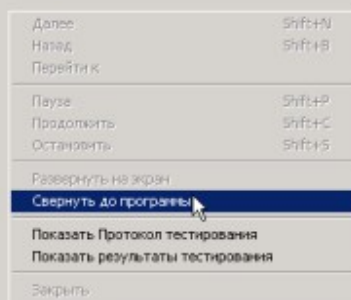 Далее Shift+N
Назад Shift+B
Перейти к
Пауза Shift+P
Продолжить Shift+C
Остановить Shift+S
Развернуть на экран
Свернуть до программы
Показать Протокол тестирования
Показать результаты тестирования
Закрыть